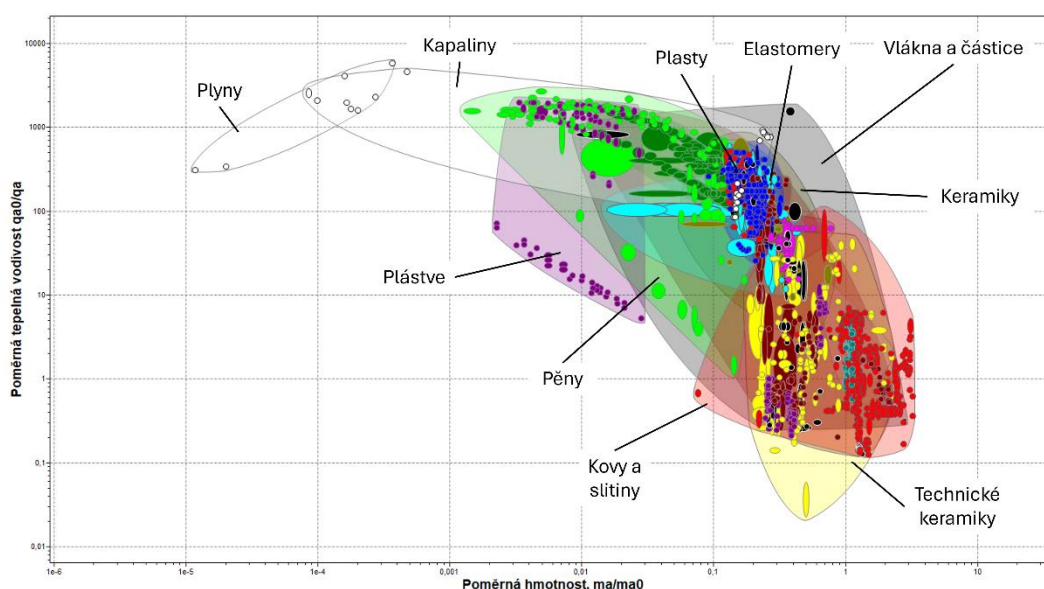 Poměrná tepelná vodivost qa0/qa
10000
1000
100
10
1
0,1
0,01
Plyny
Kapaliny
Plasty
Elastomery
Vlákna a částice
Keramiky
Plástve
Pěny
Kovy a
slitiny
Technické
keramiky
1e-6
1e-5
1e-4
0,001
0,01
0,1
1
10
Poměrná hmotnost, ma/ma0